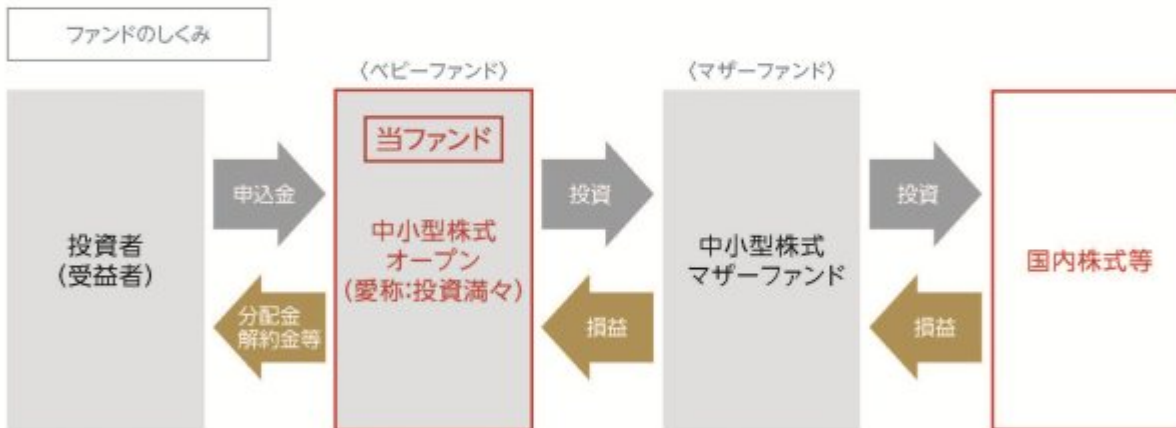 ファンドのしくみ
〈ベビーファンド〉
〈マザーファンド〉
投資者
(受益者)
申込金
分配金
解約金等
当ファンド
中小型株式
オープン
(愛称:投資満々)
投資
損益
中小型株式
マザーファンド
投資
損益
国内株式等